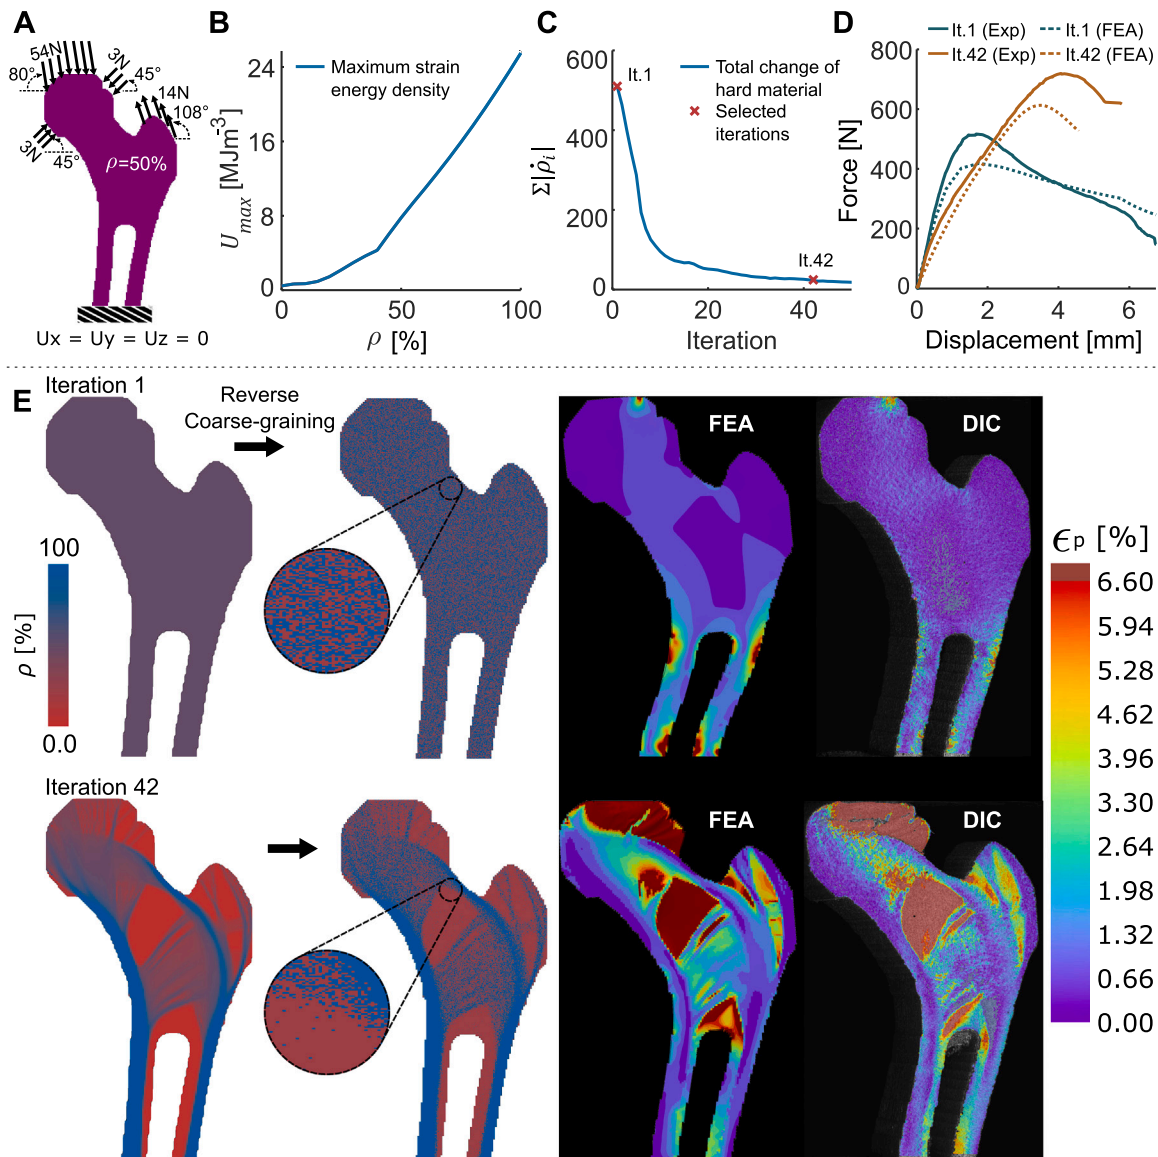 A
54N
3N
80°
45°
14N
108°
3N
45°
ρ=50%
Ux = Uy = Uz = 0
B
Maximum strain
energy density
24
16
8
0
0
50
100
U_max [MJm⁻³]
ρ [%]
C
600
400
200
0
0
20
40
It.1
Total change of
hard material
Selected
iterations
It.42
Σ|ρ̇ᵢ|
Iteration
D
It.1 (Exp)
It.1 (FEA)
It.42 (Exp)
It.42 (FEA)
800
600
400
200
0
0
2
4
6
Force [N]
Displacement [mm]
E
Iteration 1
Reverse
Coarse-graining
100
ρ [%]
0.0
FEA
DIC
Iteration 42
FEA
DIC
ϵp [%]
6.60
5.94
5.28
4.62
3.96
3.30
2.64
1.98
1.32
0.66
0.00